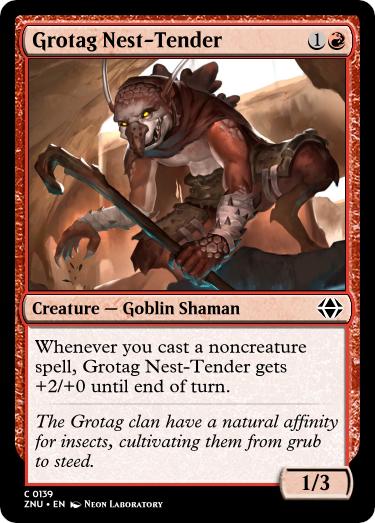 Grotag Nest-Tender 1
Creature — Goblin Shaman
Whenever you cast a noncreature
spell, Grotag Nest-Tender gets
+2/+0 until end of turn.
The Grotag clan have a natural affinity
for insects, cultivating them from grub
to steed.
1/3
C 0139
ZNU • EN Neon Laboratory